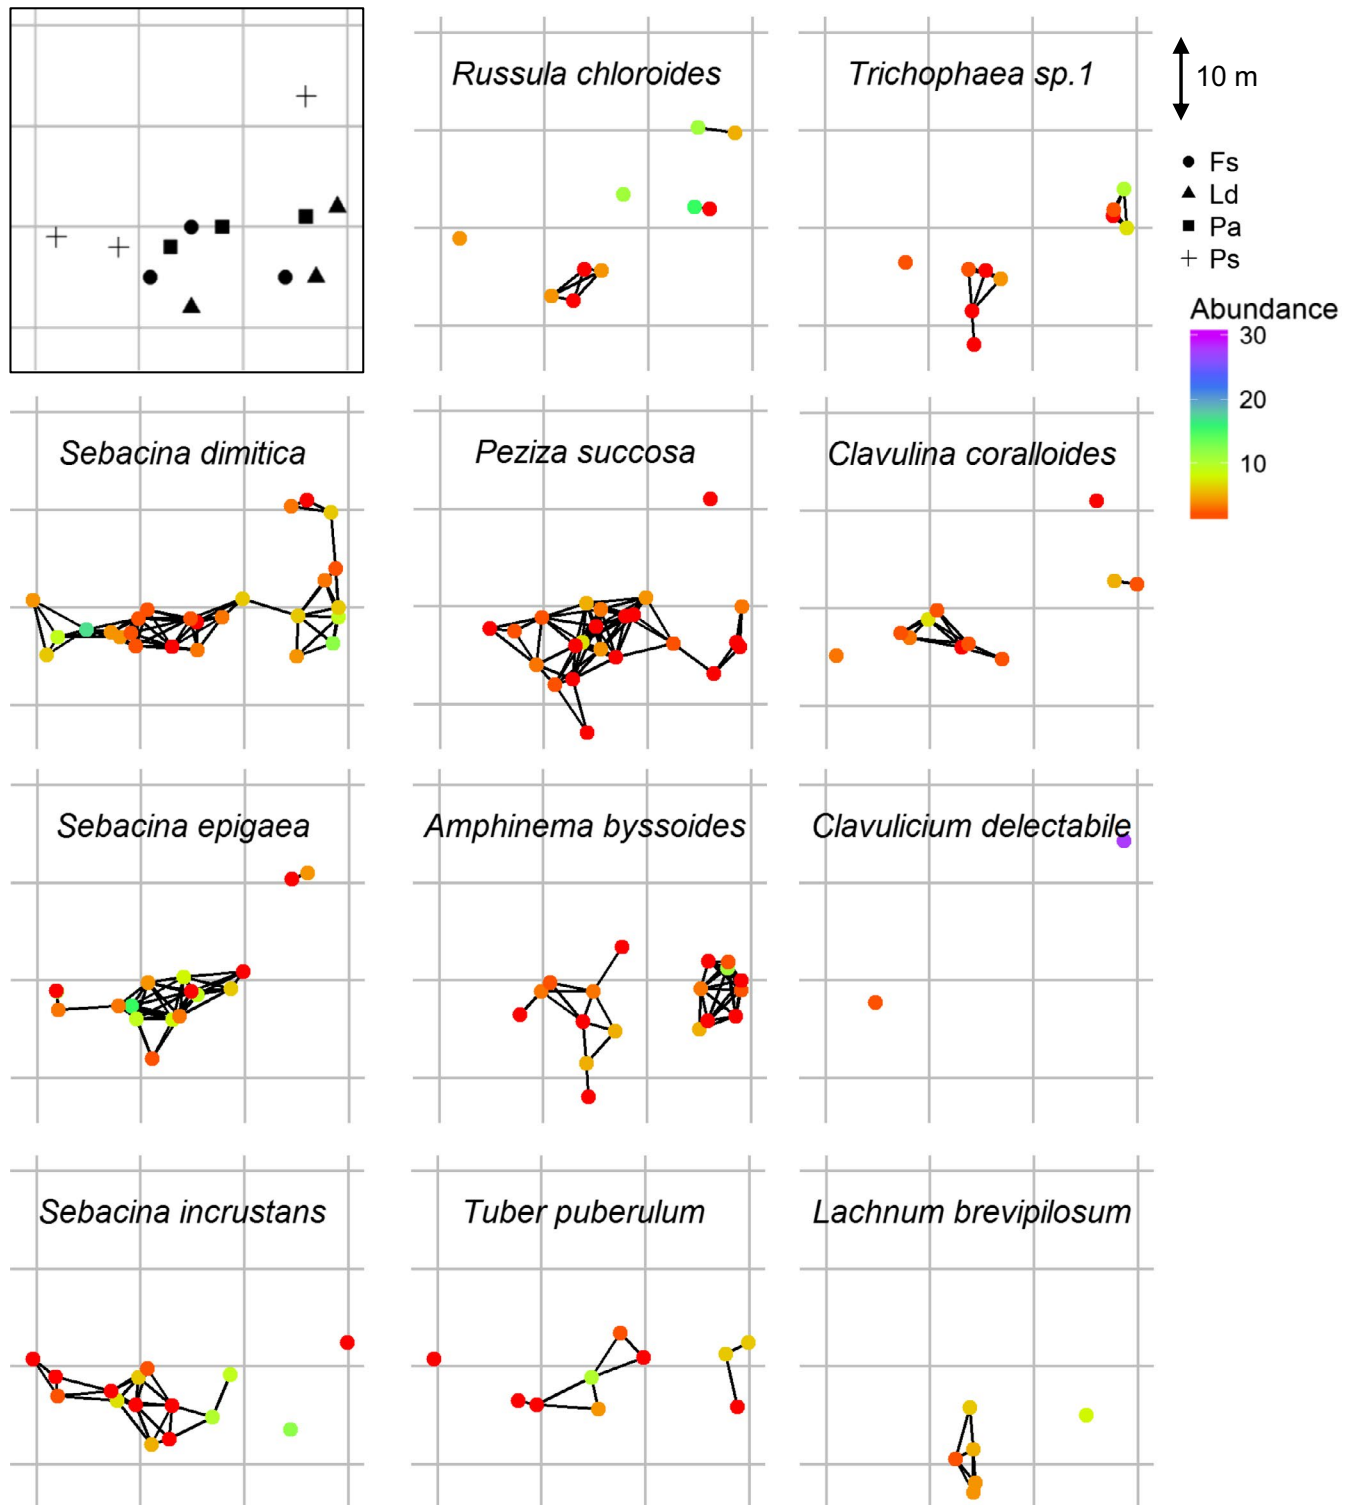 Russula chloroides
Trichophaea sp.1
10 m
Fs
Ld
Pa
Ps
Abundance
30
20
10
Sebacina dimitica
Peziza succosa
Clavulina coralloides
Sebacina epigaea
Amphinema byssoides
Clavulicium delectabile
Sebacina incrustans
Tuber puberulum
Lachnum brevipilosum